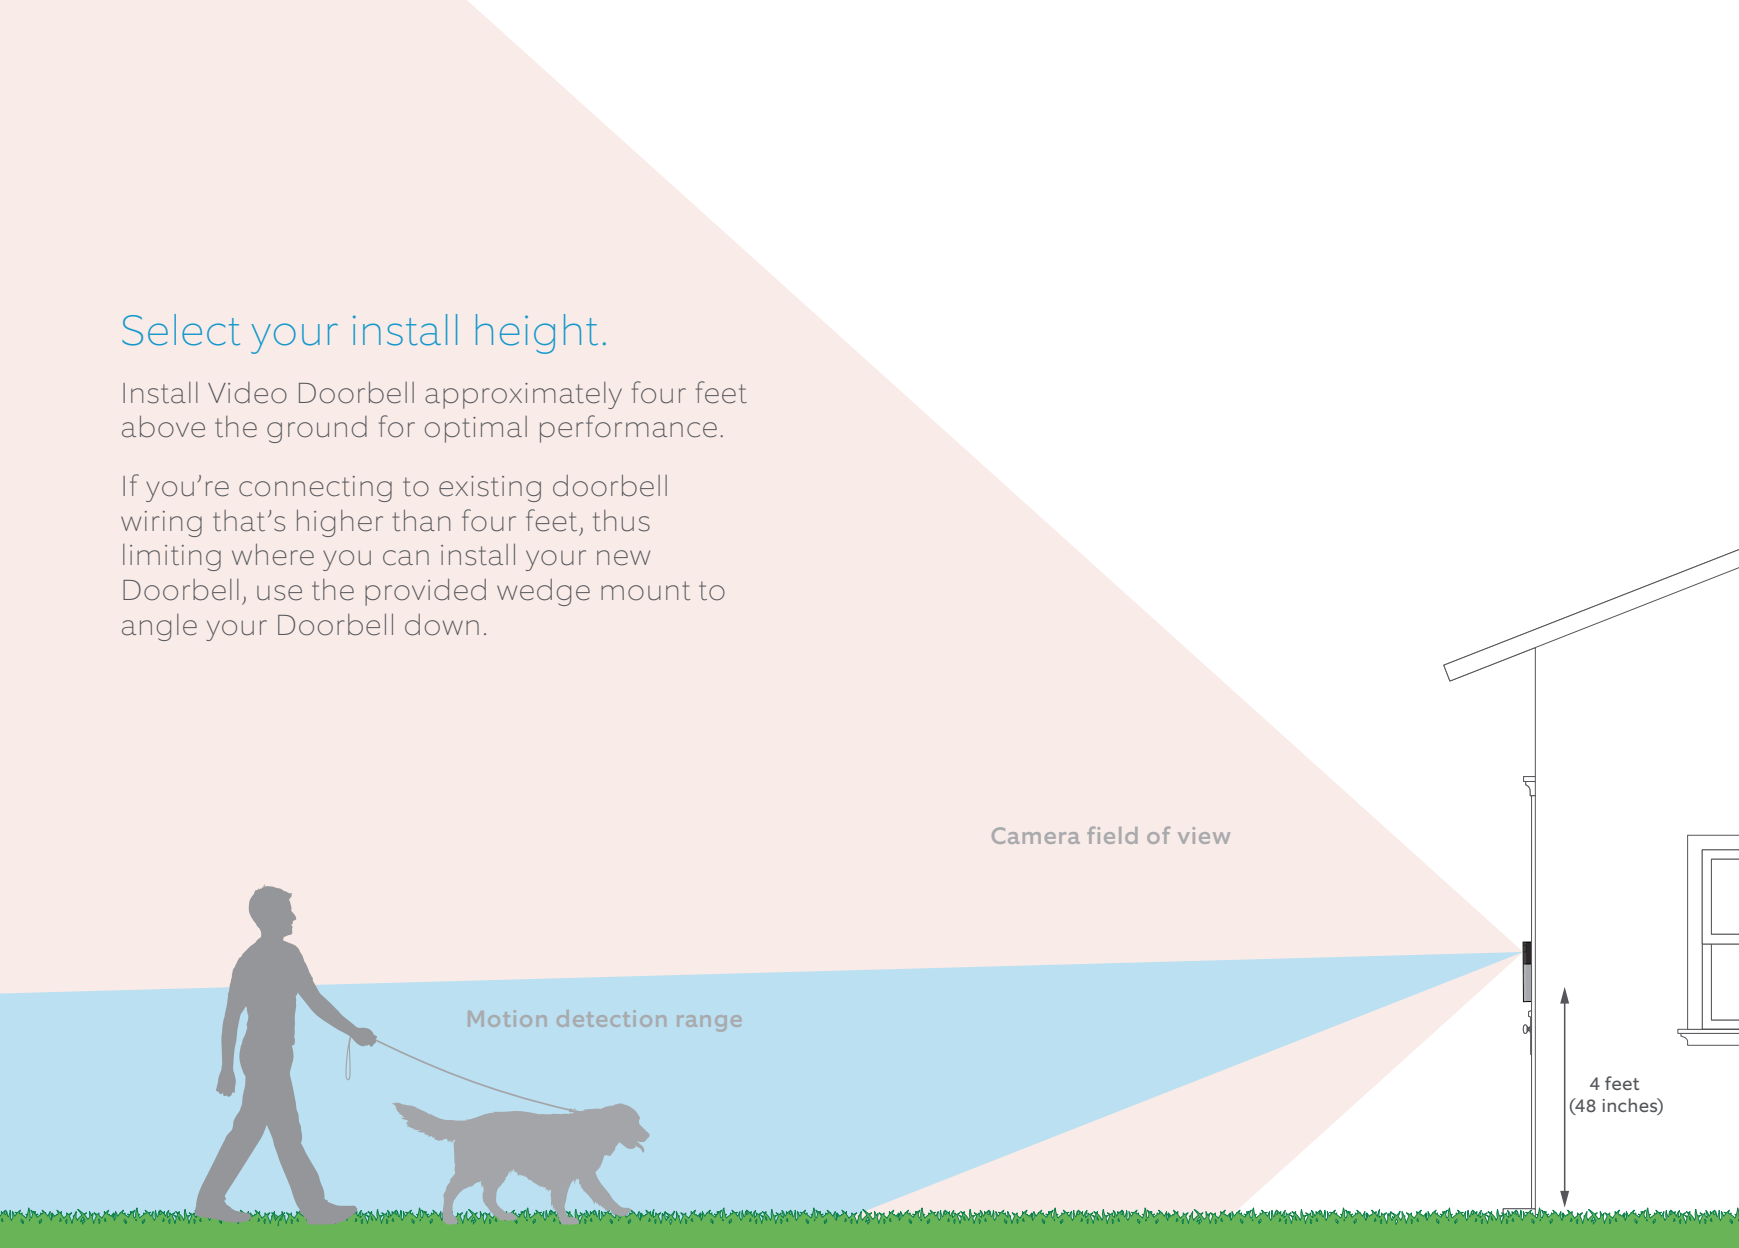 Select your install height.
Install Video Doorbell approximately four feet
above the ground for optimal performance.
If you’re connecting to existing doorbell
wiring that’s higher than four feet, thus
limiting where you can install your new
Doorbell, use the provided wedge mount to
angle your Doorbell down.
Camera field of view
Motion detection range
4 feet
(48 inches)